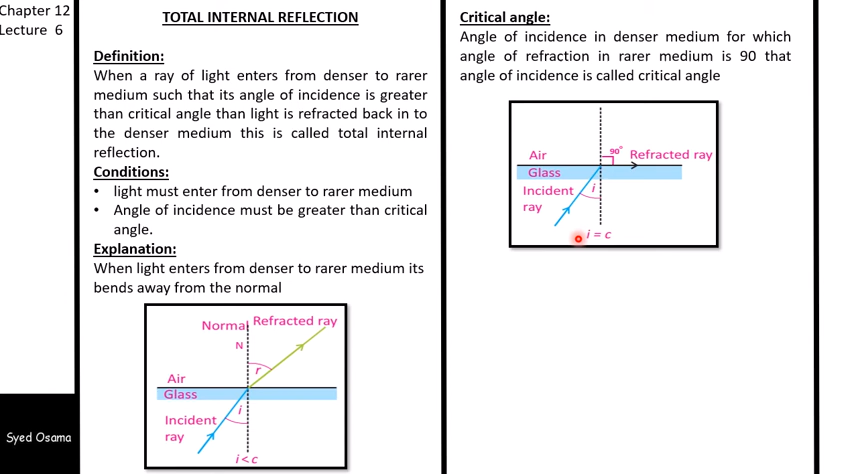 Chapter 12
Lecture 6
TOTAL INTERNAL REFLECTION
Definition:
When a ray of light enters from denser to rarer
medium such that its angle of incidence is greater
than critical angle than light is refracted back in to
the denser medium this is called total internal
reflection.
Conditions:
• light must enter from denser to rarer medium
• Angle of incidence must be greater than critical
angle.
Explanation:
When light enters from denser to rarer medium its
bends away from the normal
Normal Refracted ray
N
r
Air
Glass
i
Incident
ray
i < c
Critical angle:
Angle of incidence in denser medium for which
angle of refraction in rarer medium is 90 that
angle of incidence is called critical angle
Air
90° Refracted ray
Glass
Incident i
ray
i = c
Syed Osama